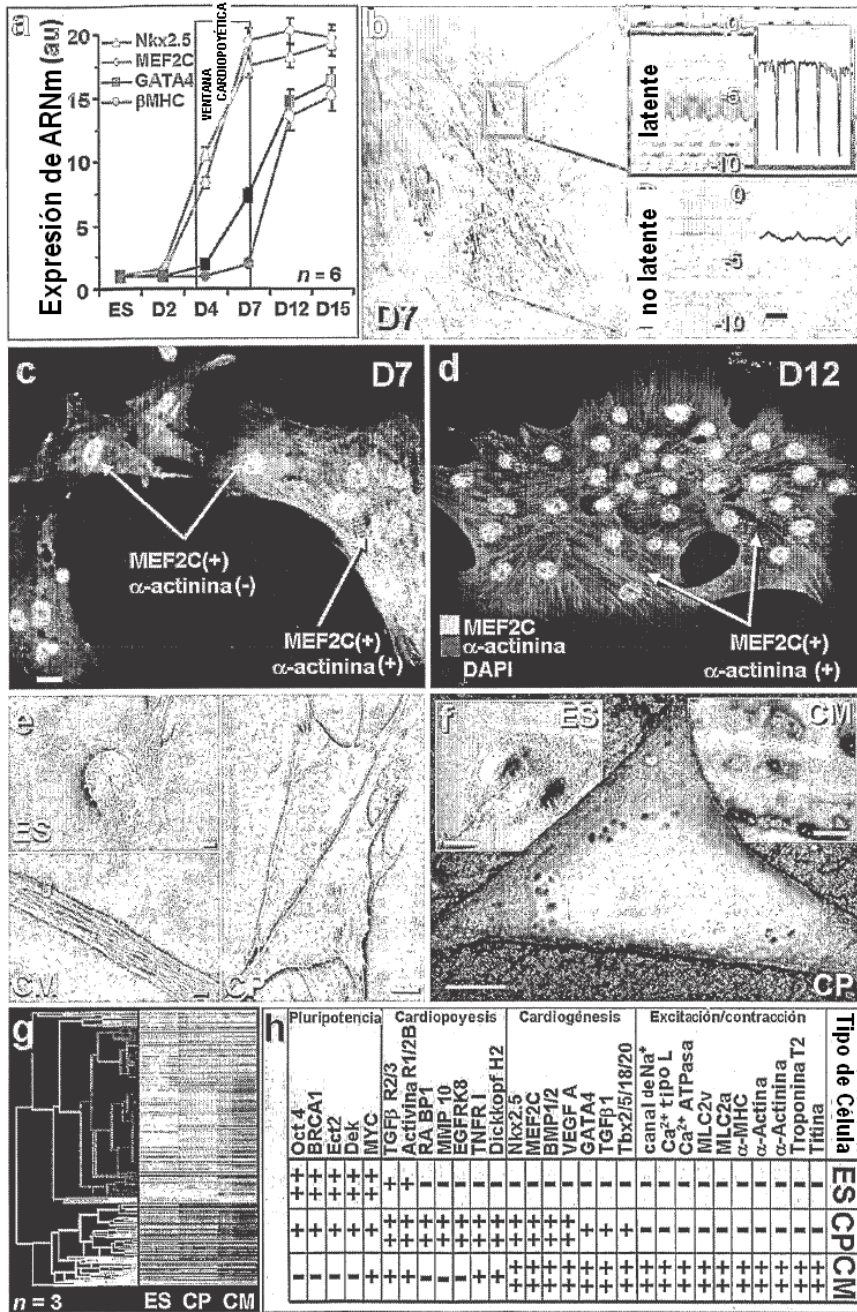 a
Expresión de ARNm (au)
20
15
10
5
0
Nkx2.5
MEF2C
GATA4
βMHC
VENTANA
CARDIOPOYÉTICA
n = 6
ES D2 D4 D7 D12 D15
b
D7
latente
0
-5
-10
no latente
0
-5
-10
c
D7
MEF2C(+)
α-actinina(-)
MEF2C(+)
α-actinina(+)
d
D12
MEF2C
α-actinina
DAPI
MEF2C(+)
α-actinina (+)
e
ES
CM
CP
f
ES
CM
CP
g
n = 3
ES CP CM
h
Pluripotencia Cardiopoyesis Cardiogénesis Excitación/contracción Tipo de Célula
Oct 4
BRCA1
Ect2
Dek
MYC
TGFβ R2/3
Activina R1/2B
RA BP1
MMP 10
EGFRK8
TNFR I
Dickkopf H2
Nkx2.5
MEF2C
BMP1/2
VEGF A
GATA4
TGFβ1
Tbx2/5/18/20
canal de Na⁺
Ca²⁺ tipo L
Ca²⁺ ATPasa
MLC2v
MLC2a
α-MHC
α-Actina
α-Actinina
Troponina T2
Titina
ES
CP
CM